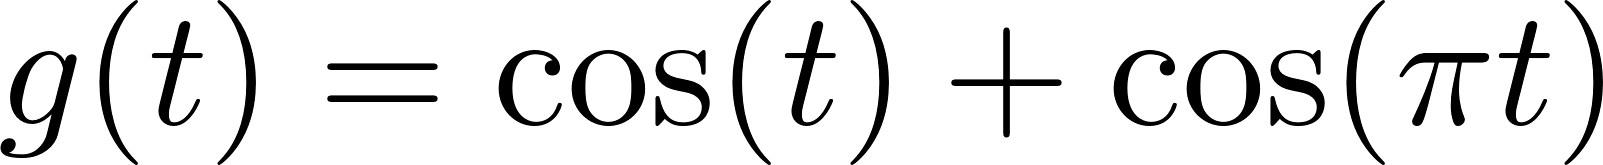 g(t) = cos(t) + cos(πt)